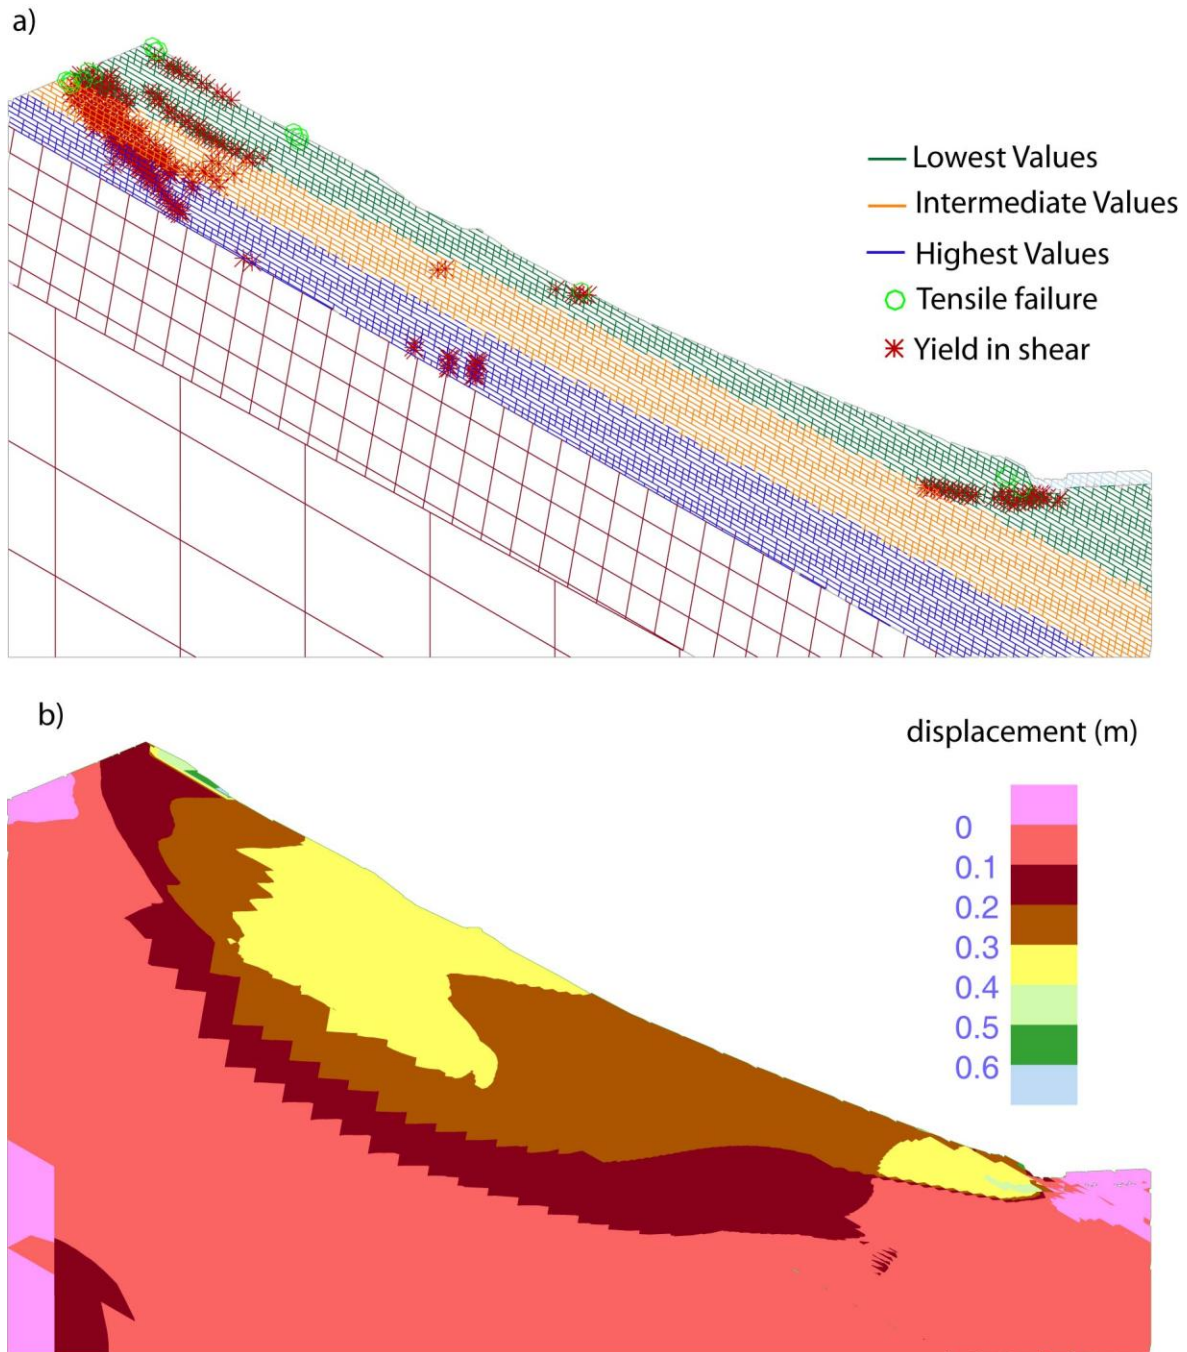 a)
Lowest Values
Intermediate Values
Highest Values
Tensile failure
Yield in shear
b)
displacement (m)
0
0.1
0.2
0.3
0.4
0.5
0.6